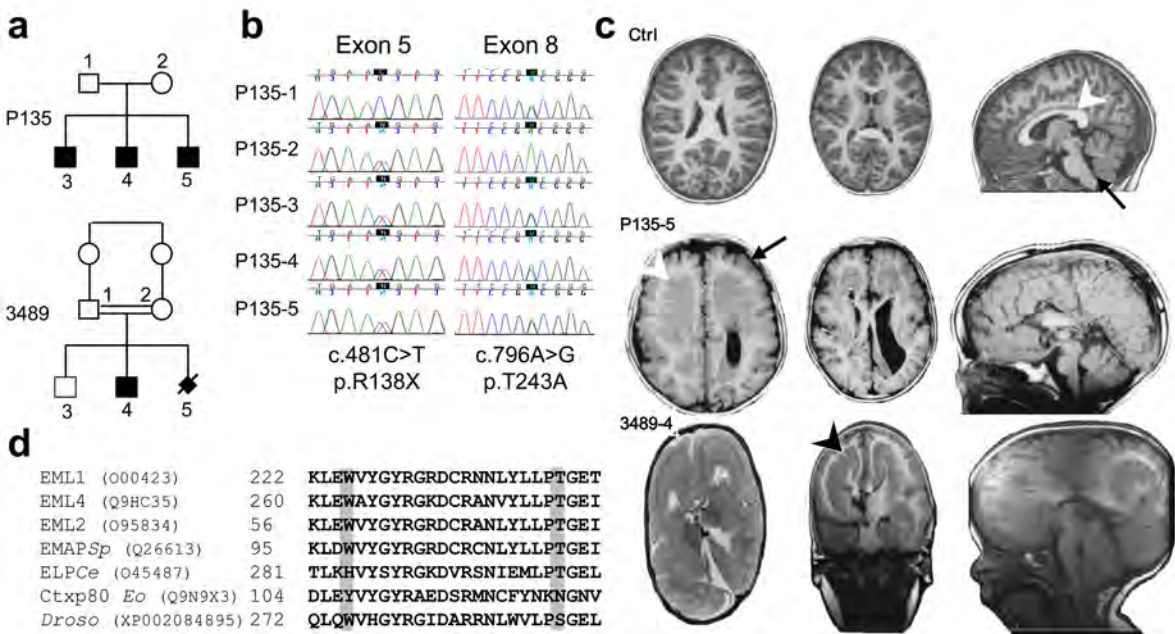 a
1
2
P135
3
4
5
1
2
3489
3
4
5
b
Exon 5
Exon 8
P135-1
P135-2
P135-3
P135-4
P135-5
c.481C>T
c.796A>G
p.R138X
p.T243A
c
Ctrl
P135-5
3489-4
d
EML1 (O00423) 222 KLEWVYGYRGRDCRNNLYLLPTGET
EML4 (Q9HC35) 260 KLEWAYGYRGKDCRANVYLLPTGEI
EML2 (O95834) 56 KLEWVYGYRGRDCRANLYLLPTGEI
EMAPSp (Q26613) 95 KLDWVYGYRGKDCRCNLYLLPTGEI
ELPCe (O45487) 281 TLKHVYSYRGKDVRSNIEMLPTGEL
Ctxp80 Eo (Q9N9X3) 104 DLEYVYGYRAEDSRMNCFYNKNGNV
Droso (XP002084895) 272 QLQWVHGYRGIDARRNLYVLPSGEL